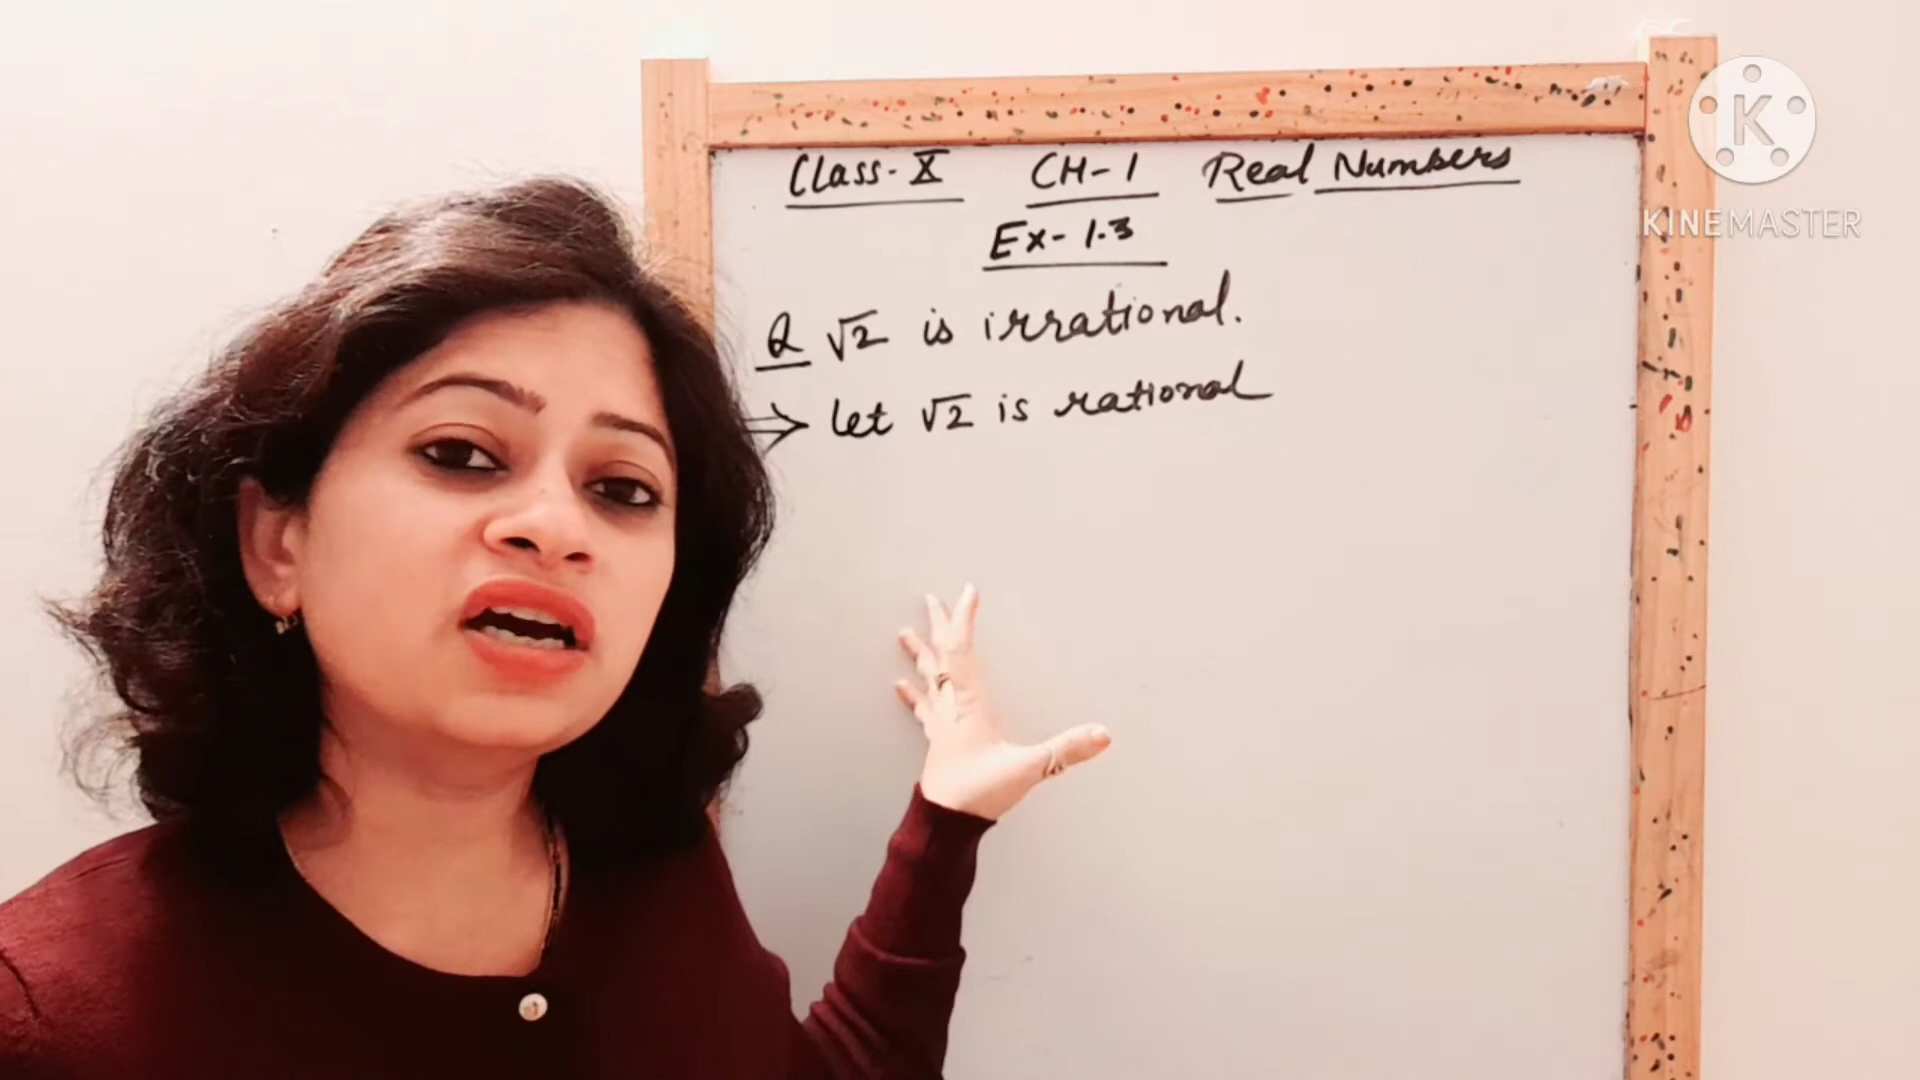 Class-X CH-1 Real Numbers
Ex-1.3
Q √2 is irrational.
⇒ let √2 is rational
K
KINEMASTER